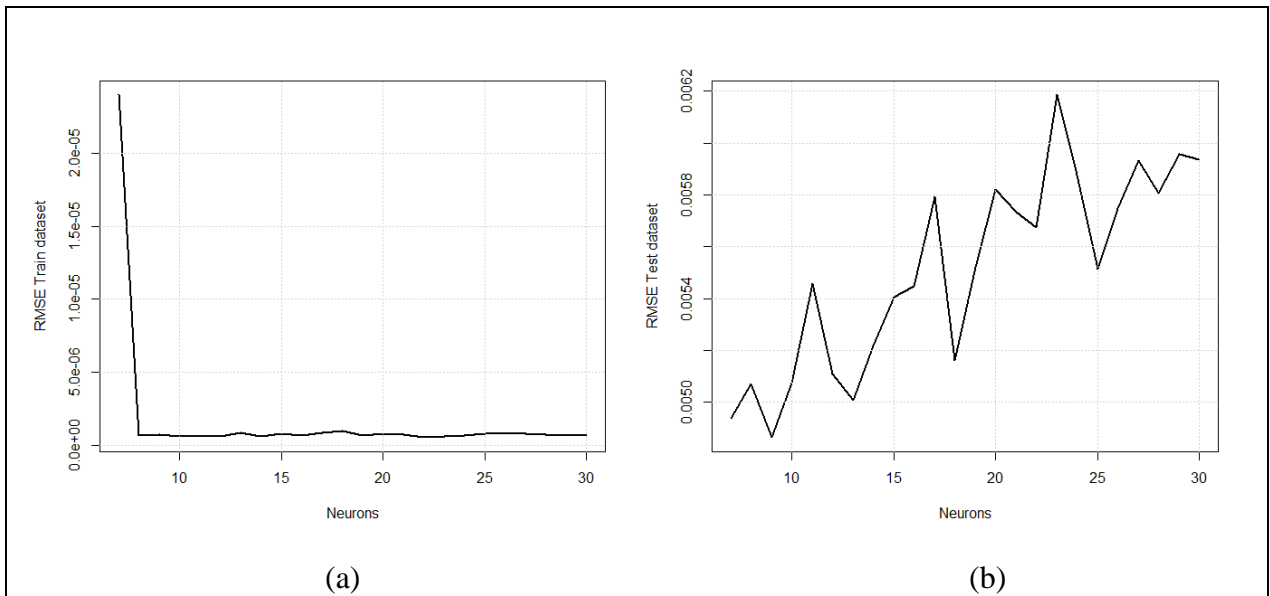 RMSE Train dataset
0.0e+00
5.0e-06
1.0e-05
1.5e-05
2.0e-05
10 15 20 25 30
Neurons
(a)
RMSE Test dataset
0.0050
0.0054
0.0058
0.0062
10 15 20 25 30
Neurons
(b)